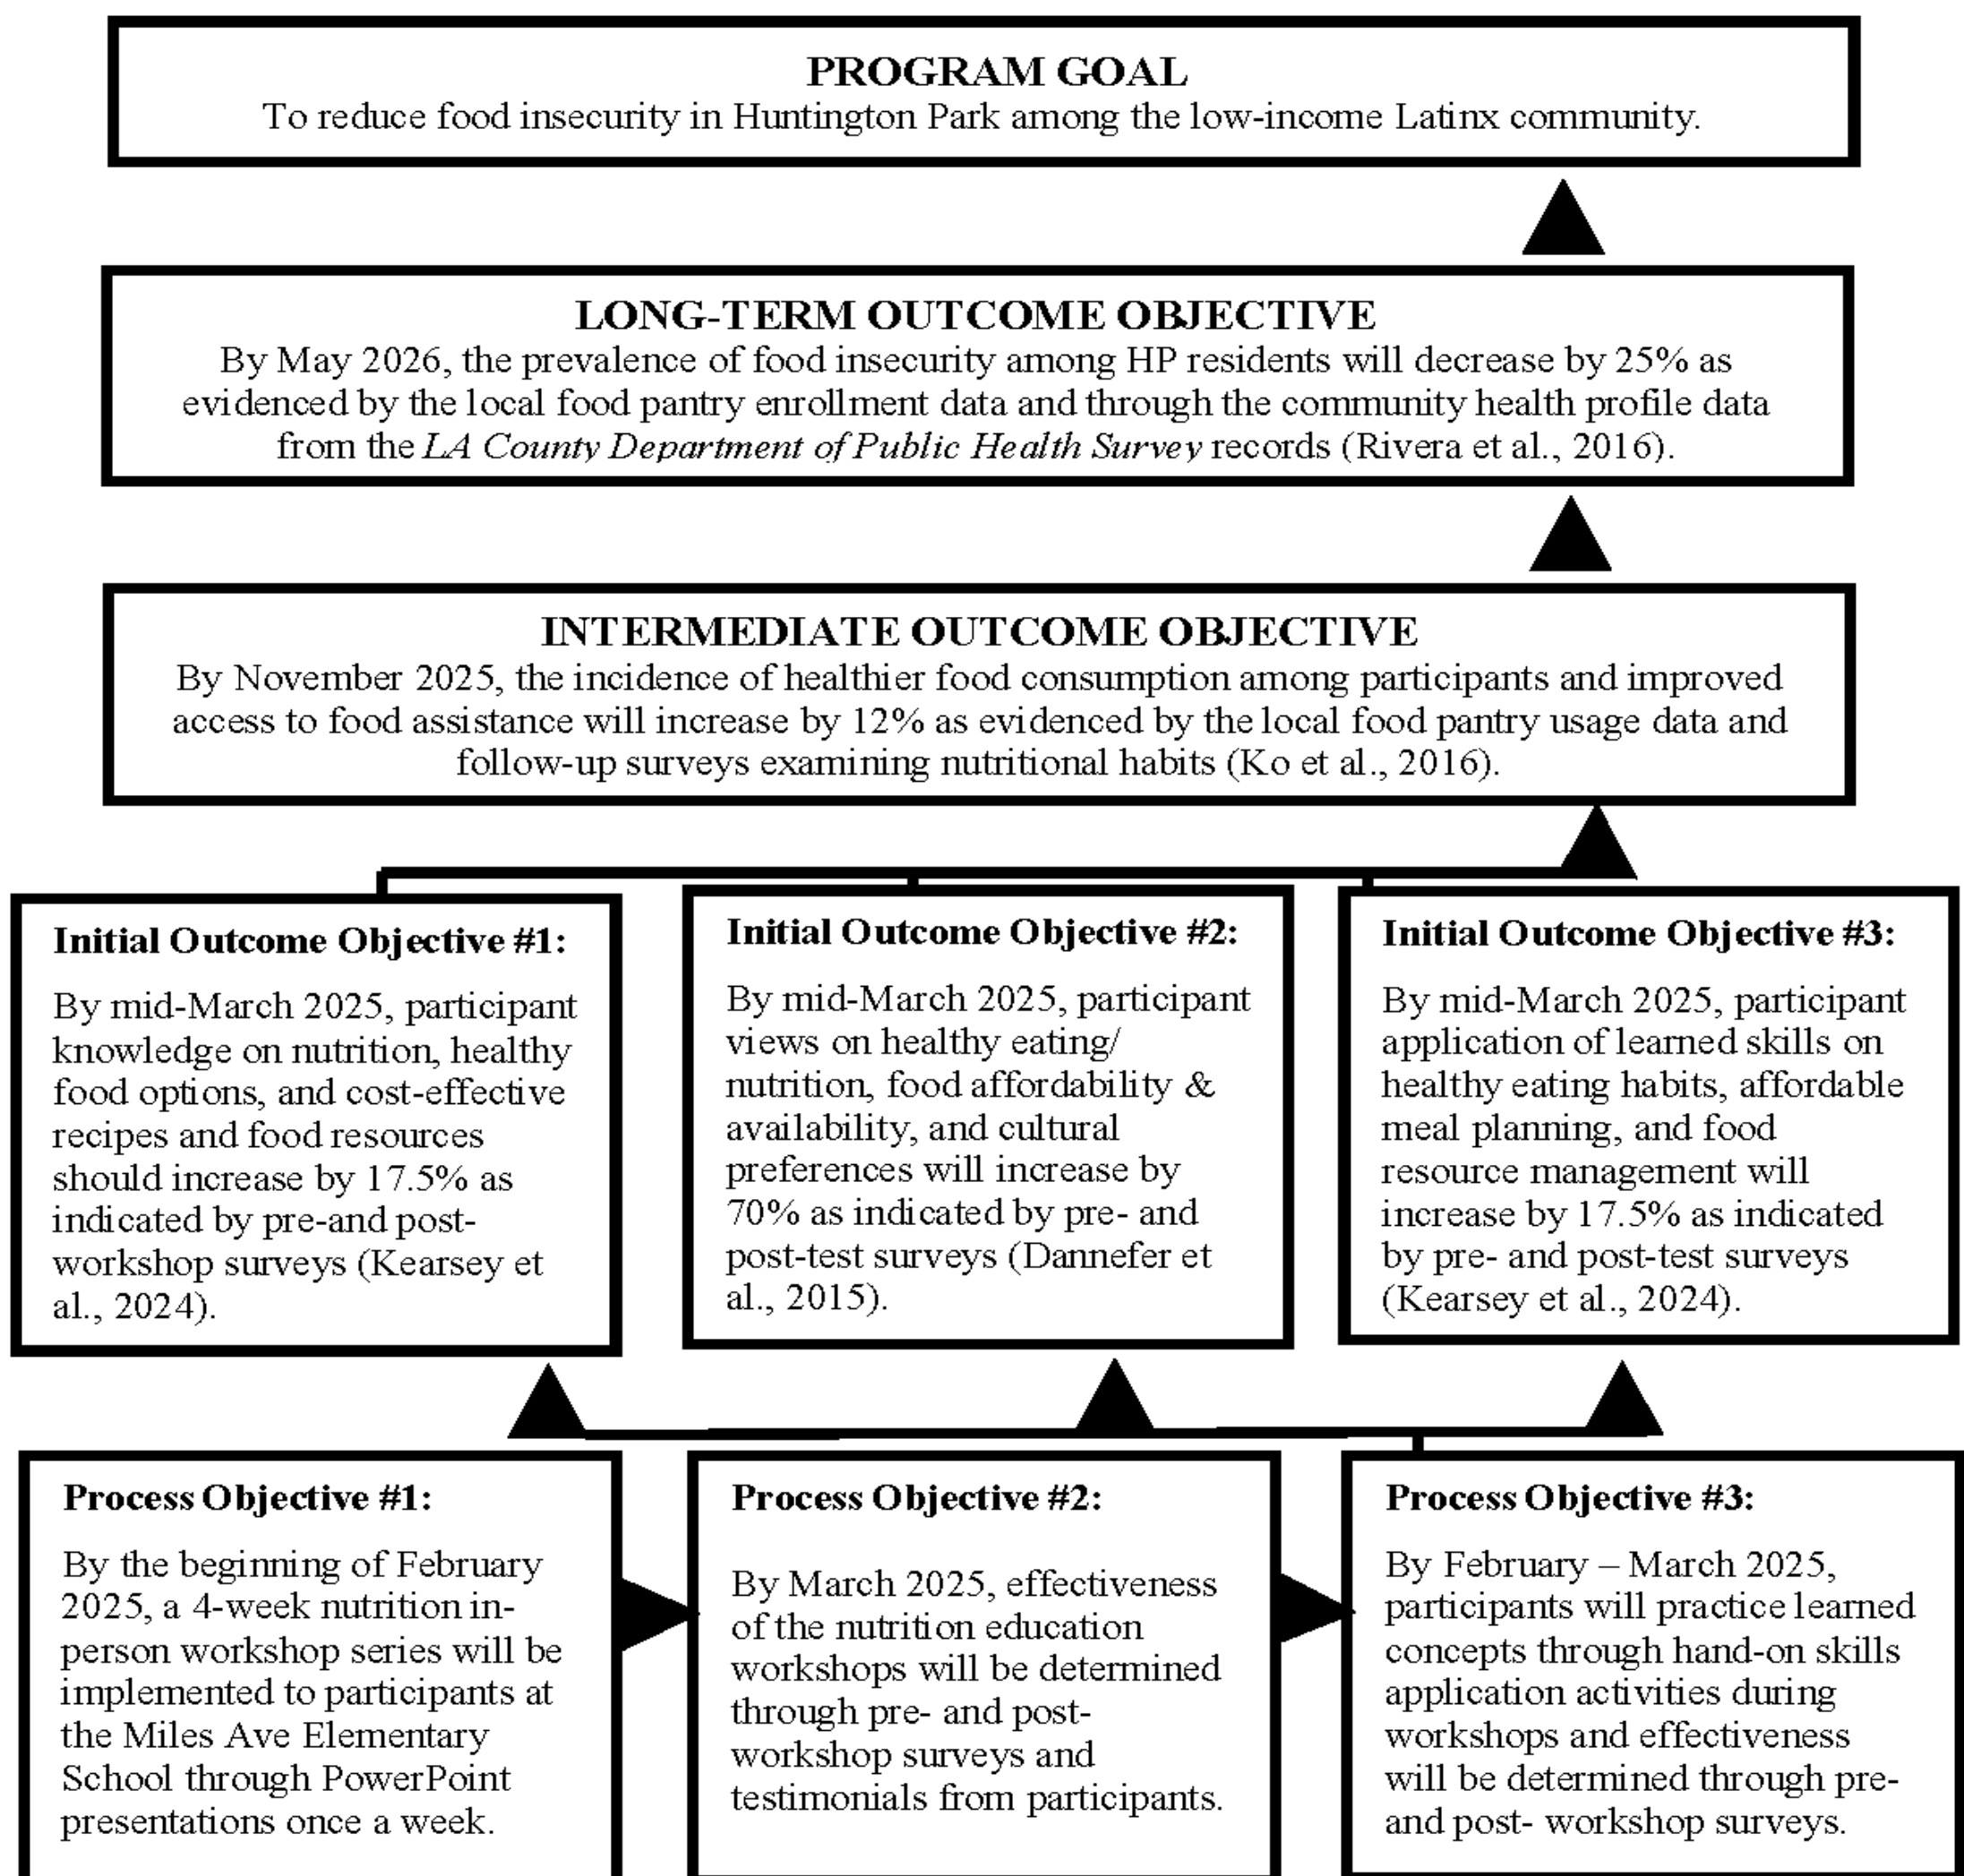 PROGRAM GOAL
To reduce food insecurity in Huntington Park among the low-income Latinx community.
LONG-TERM OUTCOME OBJECTIVE
By May 2026, the prevalence of food insecurity among HP residents will decrease by 25% as
evidenced by the local food pantry enrollment data and through the community health profile data
from the LA County Department of Public Health Survey records (Rivera et al., 2016).
INTERMEDIATE OUTCOME OBJECTIVE
By November 2025, the incidence of healthier food consumption among participants and improved
access to food assistance will increase by 12% as evidenced by the local food pantry usage data and
follow-up surveys examining nutritional habits (Ko et al., 2016).
Initial Outcome Objective #1:
By mid-March 2025, participant
knowledge on nutrition, healthy
food options, and cost-effective
recipes and food resources
should increase by 17.5% as
indicated by pre-and post-
workshop surveys (Kearsey et
al., 2024).
Initial Outcome Objective #2:
By mid-March 2025, participant
views on healthy eating/
nutrition, food affordability &
availability, and cultural
preferences will increase by
70% as indicated by pre- and
post-test surveys (Dannefer et
al., 2015).
Initial Outcome Objective #3:
By mid-March 2025, participant
application of learned skills on
healthy eating habits, affordable
meal planning, and food
resource management will
increase by 17.5% as indicated
by pre- and post-test surveys
(Kearsey et al., 2024).
Process Objective #1:
By the beginning of February
2025, a 4-week nutrition in-
person workshop series will be
implemented to participants at
the Miles Ave Elementary
School through PowerPoint
presentations once a week.
Process Objective #2:
By March 2025, effectiveness
of the nutrition education
workshops will be determined
through pre- and post-
workshop surveys and
testimonials from participants.
Process Objective #3:
By February – March 2025,
participants will practice learned
concepts through hand-on skills
application activities during
workshops and effectiveness
will be determined through pre-
and post- workshop surveys.